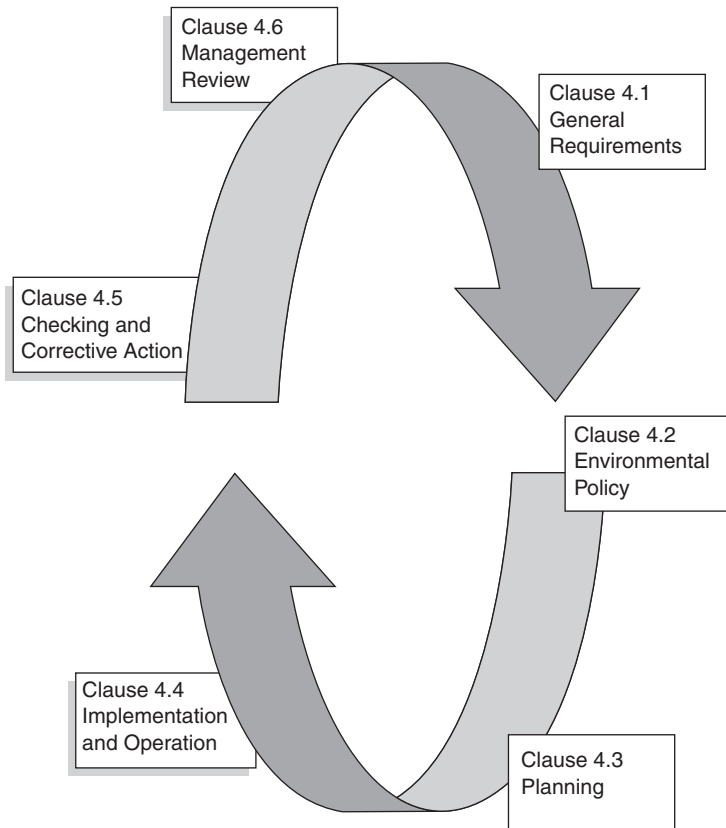 Clause 4.6
Management
Review
Clause 4.1
General
Requirements
Clause 4.5
Checking and
Corrective Action
Clause 4.2
Environmental
Policy
Clause 4.4
Implementation
and Operation
Clause 4.3
Planning